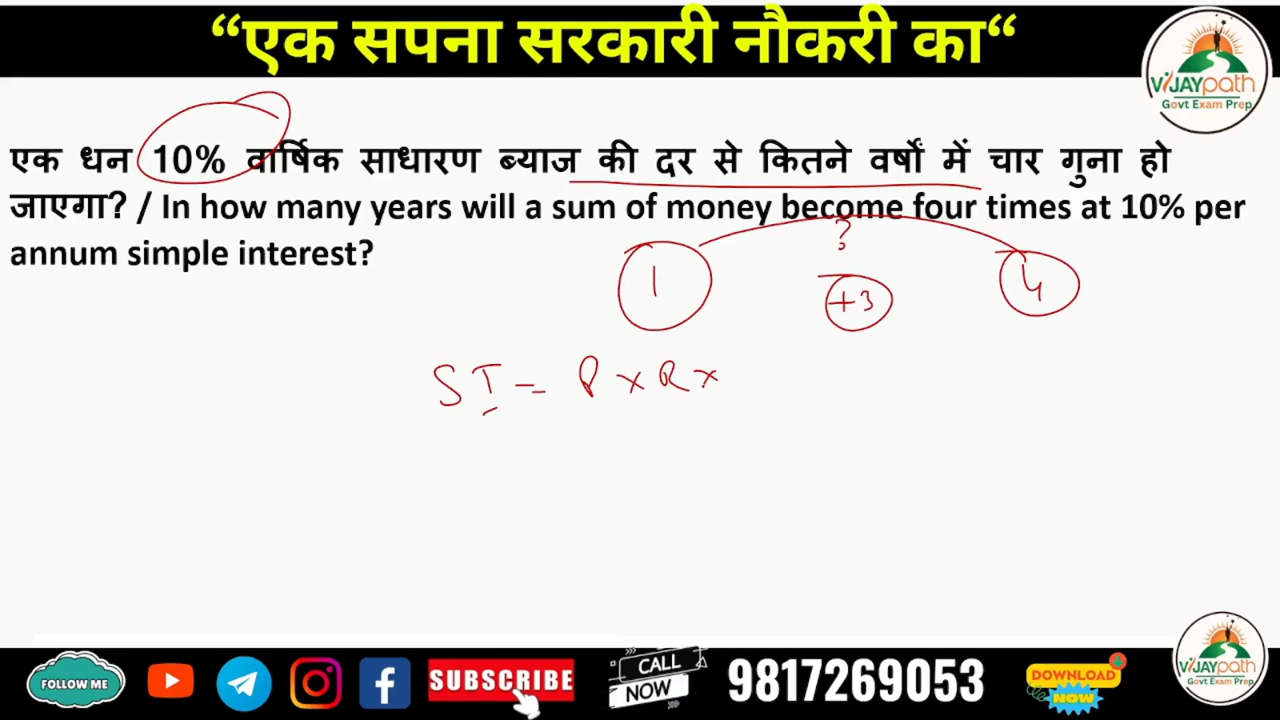 “एक सपना सरकारी नौकरी का“
VIJAYPATH
Govt Exam Prep
एक धन 10% वार्षिक साधारण ब्याज की दर से कितने वर्षों में चार गुना हो
जाएगा? / In how many years will a sum of money become four times at 10% per
annum simple interest?
?
1
+3
4
SI = P x R x
VIJAYPATH
Govt Exam Prep
FOLLOW ME
SUBSCRIBE
CALL
NOW
9817269053
DOWNLOAD
NOW